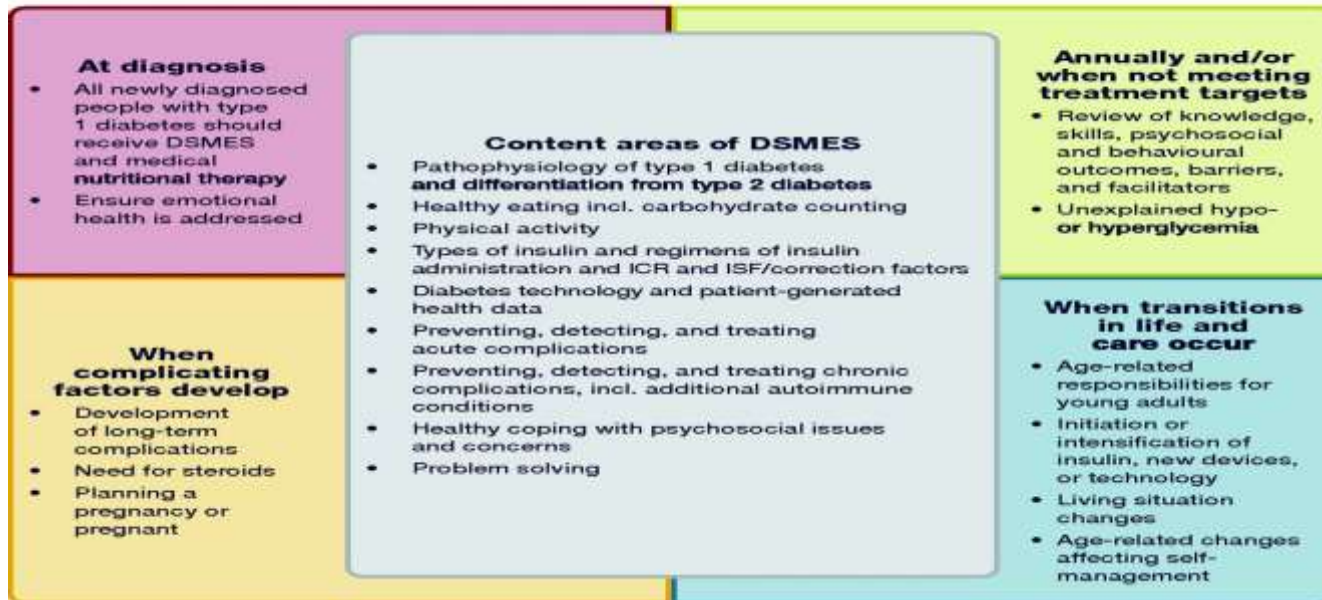 At diagnosis
• All newly diagnosed
people with type
1 diabetes should
receive DSMES
and medical
nutritional therapy
• Ensure emotional
health is addressed
Content areas of DSMES
• Pathophysiology of type 1 diabetes
and differentiation from type 2 diabetes
• Healthy eating incl. carbohydrate counting
• Physical activity
• Types of insulin and regimens of insulin
administration and ICR and ISF/correction factors
• Diabetes technology and patient-generated
health data
• Preventing, detecting, and treating
acute complications
• Preventing, detecting, and treating chronic
complications, incl. additional autoimmune
conditions
• Healthy coping with psychosocial issues
and concerns
• Problem solving
Annually and/or
when not meeting
treatment targets
• Review of knowledge,
skills, psychosocial
and behavioural
outcomes, barriers,
and facilitators
• Unexplained hypo-
or hyperglycemia
When
complicating
factors develop
• Development
of long-term
complications
• Need for steroids
• Planning a
pregnancy or
pregnant
When transitions
in life and
care occur
• Age-related
responsibilities for
young adults
• Initiation or
intensification of
insulin, new devices,
or technology
• Living situation
changes
• Age-related changes
affecting self-
management